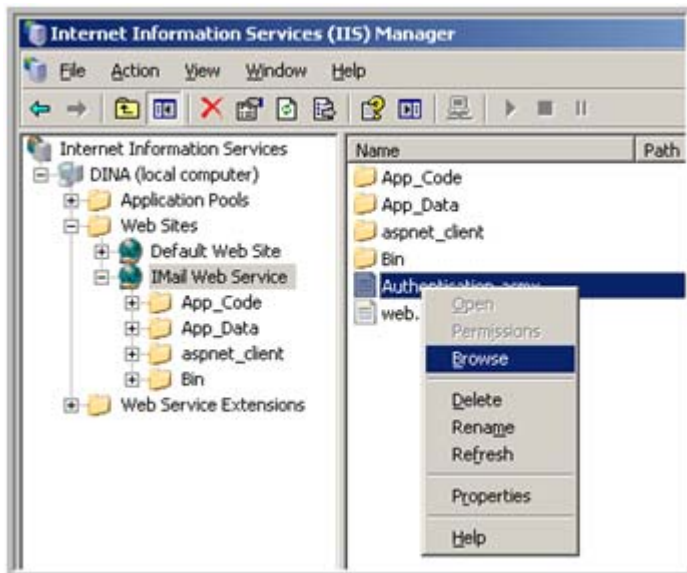 Internet Information Services (IIS) Manager
File Action View Window Help
Internet Information Services
DINA (local computer)
Application Pools
Web Sites
Default Web Site
IMail Web Service
App_Code
App_Data
aspnet_client
Bin
Web Service Extensions
Name Path
App_Code
App_Data
aspnet_client
Bin
web.
Open
Permissions
Browse
Delete
Rename
Refresh
Properties
Help